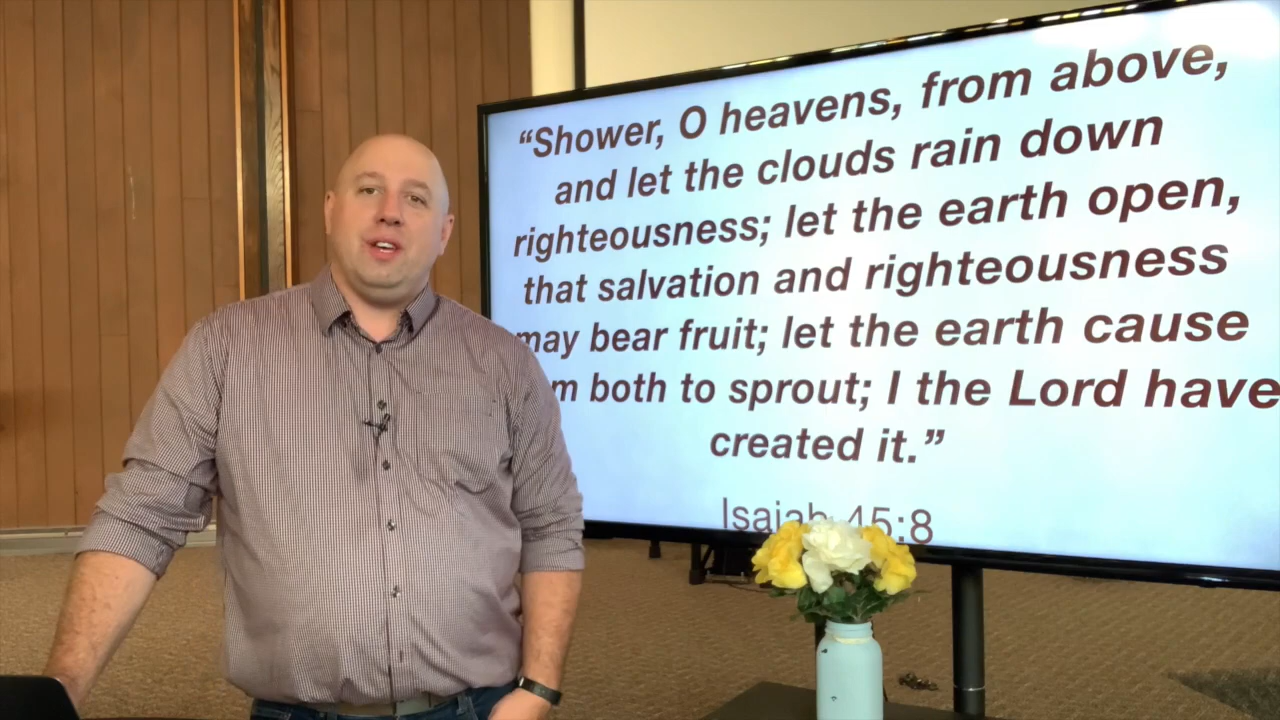 “Shower, O heavens, from above,
and let the clouds rain down
righteousness; let the earth open,
that salvation and righteousness
may bear fruit; let the earth cause
both to sprout; I the Lord have
created it.”
Isaiah 45:8